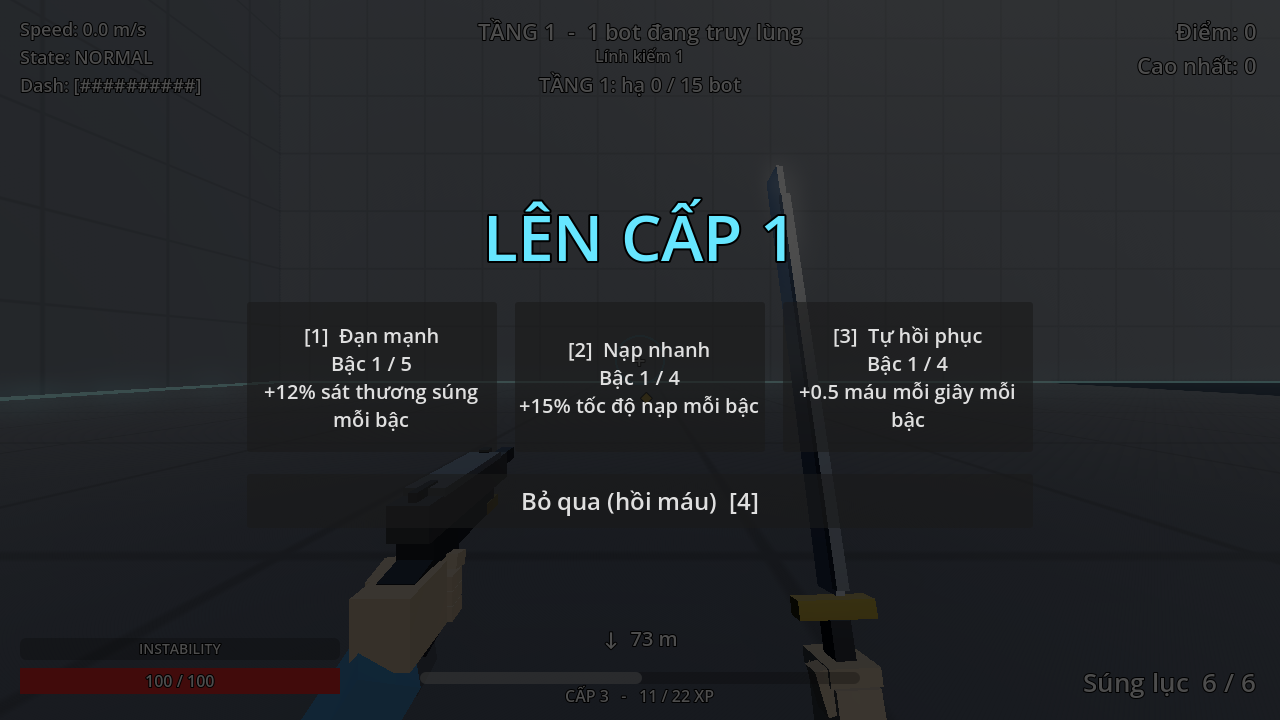 Speed: 0.0 m/s
State: NORMAL
Dash: [##########]
TẦNG 1 - 1 bot đang truy lùng
Lính kiếm 1
TẦNG 1: hạ 0 / 15 bot
Điểm: 0
Cao nhất: 0
LÊN CẤP 1
[1] Đạn mạnh
Bậc 1 / 5
+12% sát thương súng
mỗi bậc
[2] Nạp nhanh
Bậc 1 / 4
+15% tốc độ nạp mỗi bậc
[3] Tự hồi phục
Bậc 1 / 4
+0.5 máu mỗi giây mỗi
bậc
Bỏ qua (hồi máu) [4]
↓ 73 m
INSTABILITY
100 / 100
CẤP 3 - 11 / 22 XP
Súng lục 6 / 6